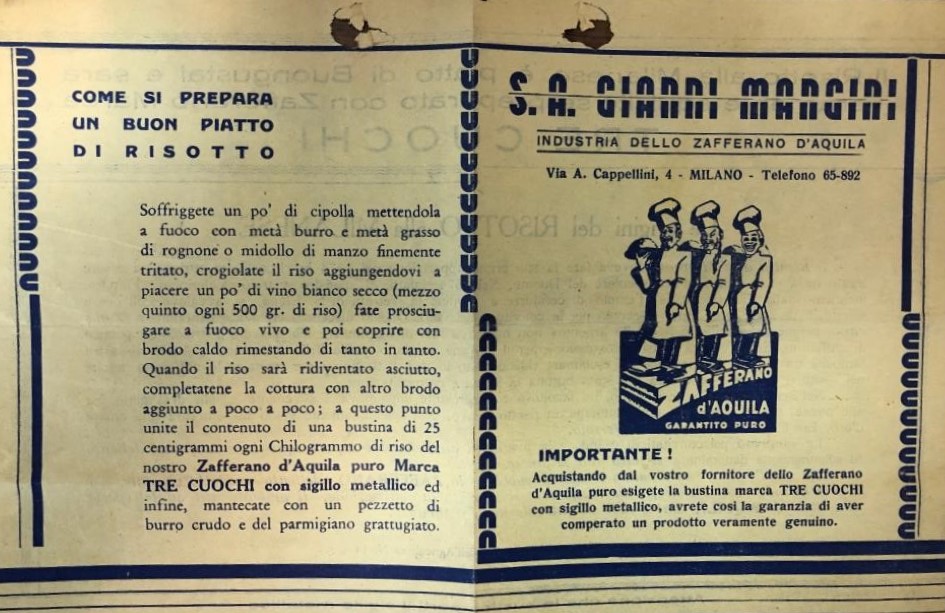 COME SI PREPARA
UN BUON PIATTO
DI RISOTTO
Soffriggete un po' di cipolla mettendola
a fuoco con metà burro e metà grasso
di rognone o midollo di manzo finemente
tritato, crogiolate il riso aggiungendovi a
piacere un po' di vino bianco secco (mezzo
quinto ogni 500 gr. di riso) fate prosciu-
gare a fuoco vivo e poi coprire con
brodo caldo rimestando di tanto in tanto.
Quando il riso sarà ridiventato asciutto,
completatene la cottura con altro brodo
aggiunto a poco a poco; a questo punto
unite il contenuto di una bustina di 25
centigrammi ogni Chilogrammo di riso del
nostro Zafferano d'Aquila puro Marca
TRE CUOCHI con sigillo metallico ed
infine, mantecate con un pezzetto di
burro crudo e del parmigiano grattugiato.
S. A. GIANNI MANGINI
INDUSTRIA DELLO ZAFFERANO D'AQUILA
Via A. Cappellini, 4 - MILANO - Telefono 65-892
ZAFFERANO
d'AQUILA
GARANTITO PURO
IMPORTANTE!
Acquistando dal vostro fornitore dello Zafferano
d'Aquila puro esigete la bustina marca TRE CUOCHI
con sigillo metallico, avrete così la garanzia di aver
comperato un prodotto veramente genuino.